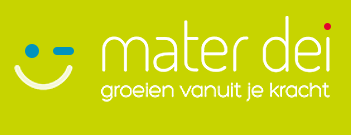 mater dei
groeien vanuit je kracht